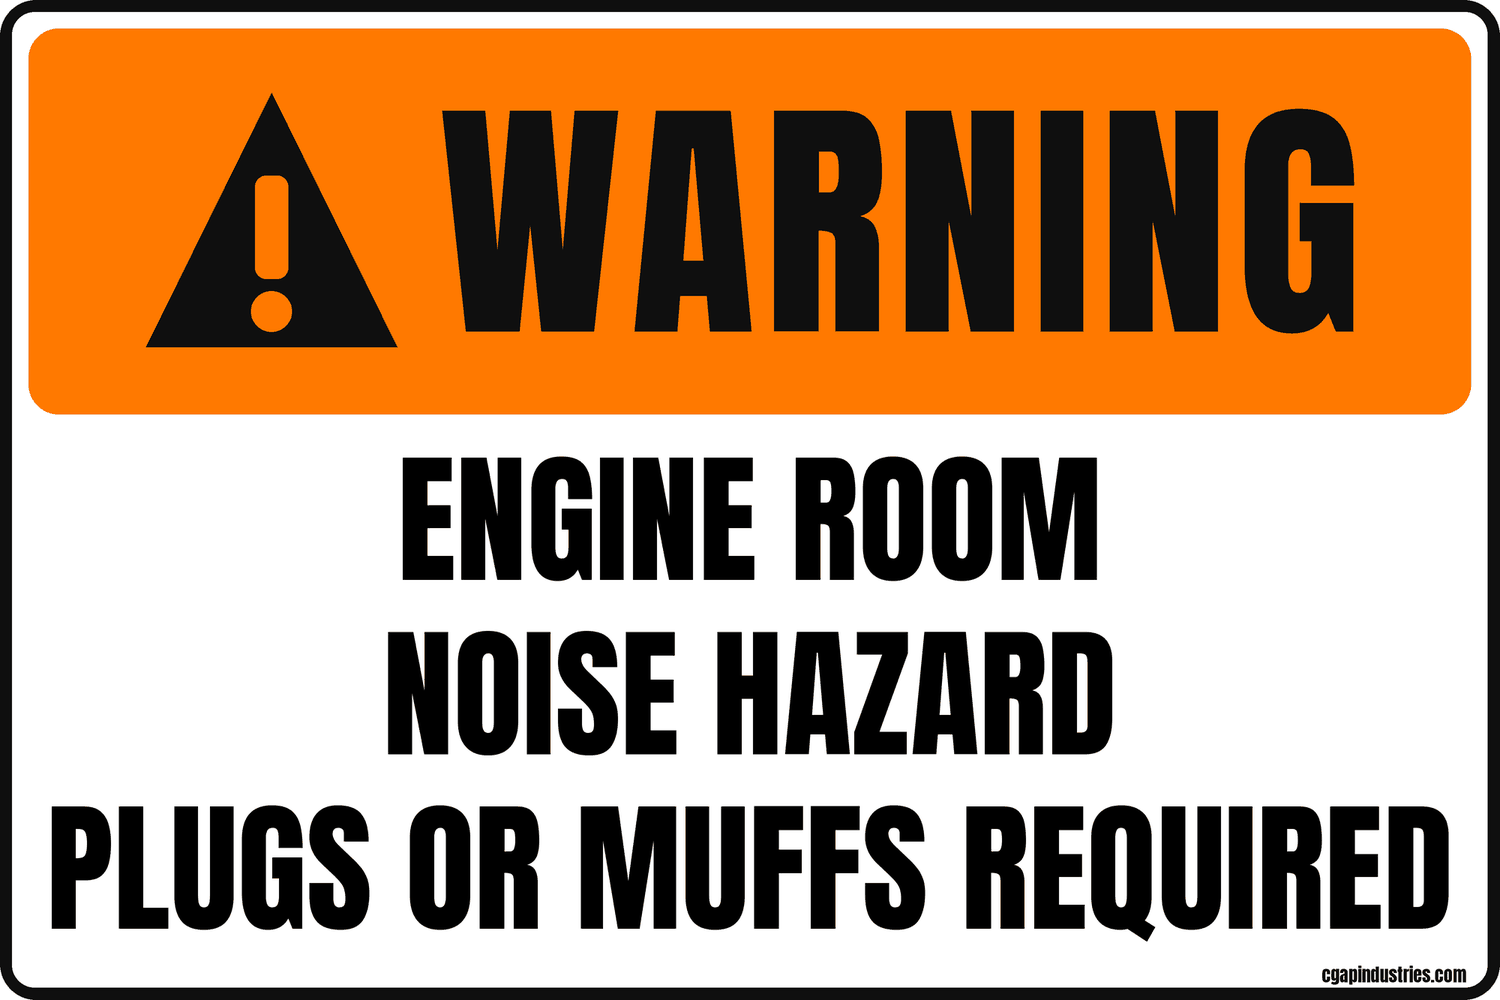 WARNING
ENGINE ROOM
NOISE HAZARD
PLUGS OR MUFFS REQUIRED
cgapindustries.com